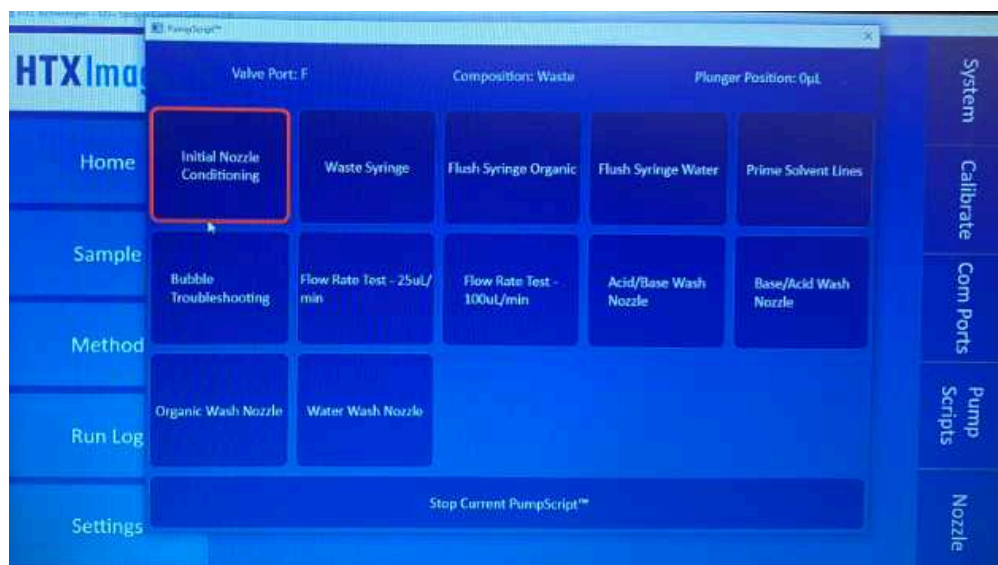 PumpScript™
HTXImag
Valve Port: F
Composition: Waste
Plunger Position: 0µL
Home
Sample
Method
Run Log
Settings
Initial Nozzle
Conditioning
Waste Syringe
Flush Syringe Organic
Flush Syringe Water
Prime Solvent Lines
Bubble
Troubleshooting
Flow Rate Test - 25uL/
min
Flow Rate Test -
100uL/min
Acid/Base Wash
Nozzle
Base/Acid Wash
Nozzle
Organic Wash Nozzle
Water Wash Nozzle
Stop Current PumpScript™
System
Calibrate
Com Ports
Pump
Scripts
Nozzle